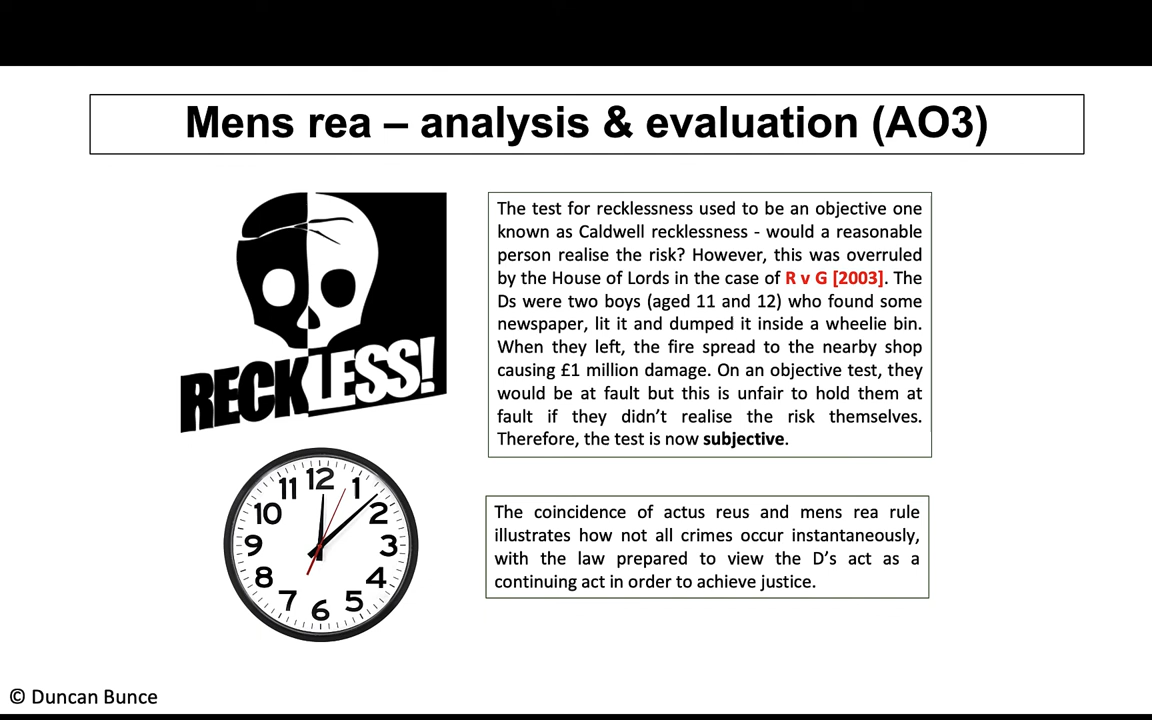 Mens rea – analysis & evaluation (AO3)
RECKLESS!
The test for recklessness used to be an objective one
known as Caldwell recklessness - would a reasonable
person realise the risk? However, this was overruled
by the House of Lords in the case of R v G [2003]. The
Ds were two boys (aged 11 and 12) who found some
newspaper, lit it and dumped it inside a wheelie bin.
When they left, the fire spread to the nearby shop
causing £1 million damage. On an objective test, they
would be at fault but this is unfair to hold them at
fault if they didn’t realise the risk themselves.
Therefore, the test is now subjective.
12
11 1
10 2
9 3
8 4
7 5
6
The coincidence of actus reus and mens rea rule
illustrates how not all crimes occur instantaneously,
with the law prepared to view the D’s act as a
continuing act in order to achieve justice.
© Duncan Bunce